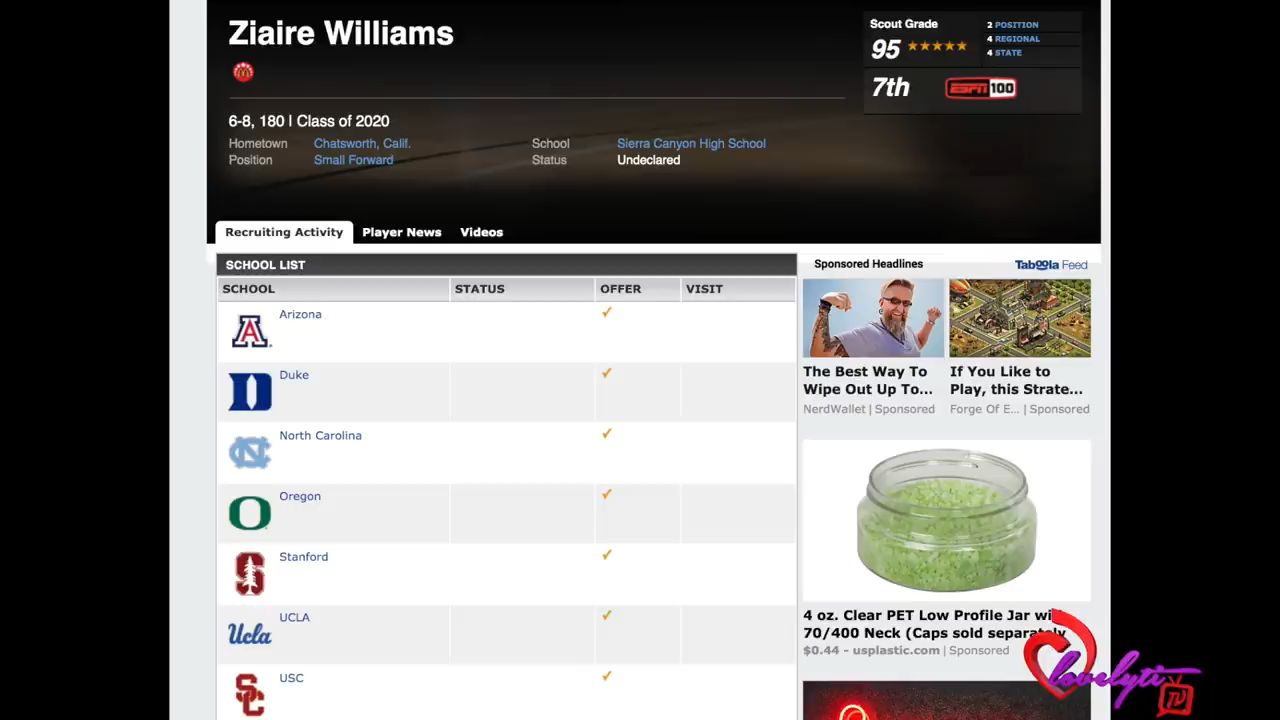 Ziaire Williams
Scout Grade
95
2 POSITION
4 REGIONAL
4 STATE
7th
ESPN 100
6-8, 180 | Class of 2020
Hometown Chatsworth, Calif. School Sierra Canyon High School
Position Small Forward Status Undeclared
Recruiting Activity Player News Videos
SCHOOL LIST
SCHOOL STATUS OFFER VISIT
Arizona
Duke
North Carolina
Oregon
Stanford
UCLA
Ucla
USC
SC
Sponsored Headlines Taboola Feed
The Best Way To
Wipe Out Up To...
NerdWallet | Sponsored
If You Like to
Play, this Strate...
Forge Of E... | Sponsored
4 oz. Clear PET Low Profile Jar wi
70/400 Neck (Caps sold separately
$0.44 - usplastic.com | Sponsored
lovelyti
TV